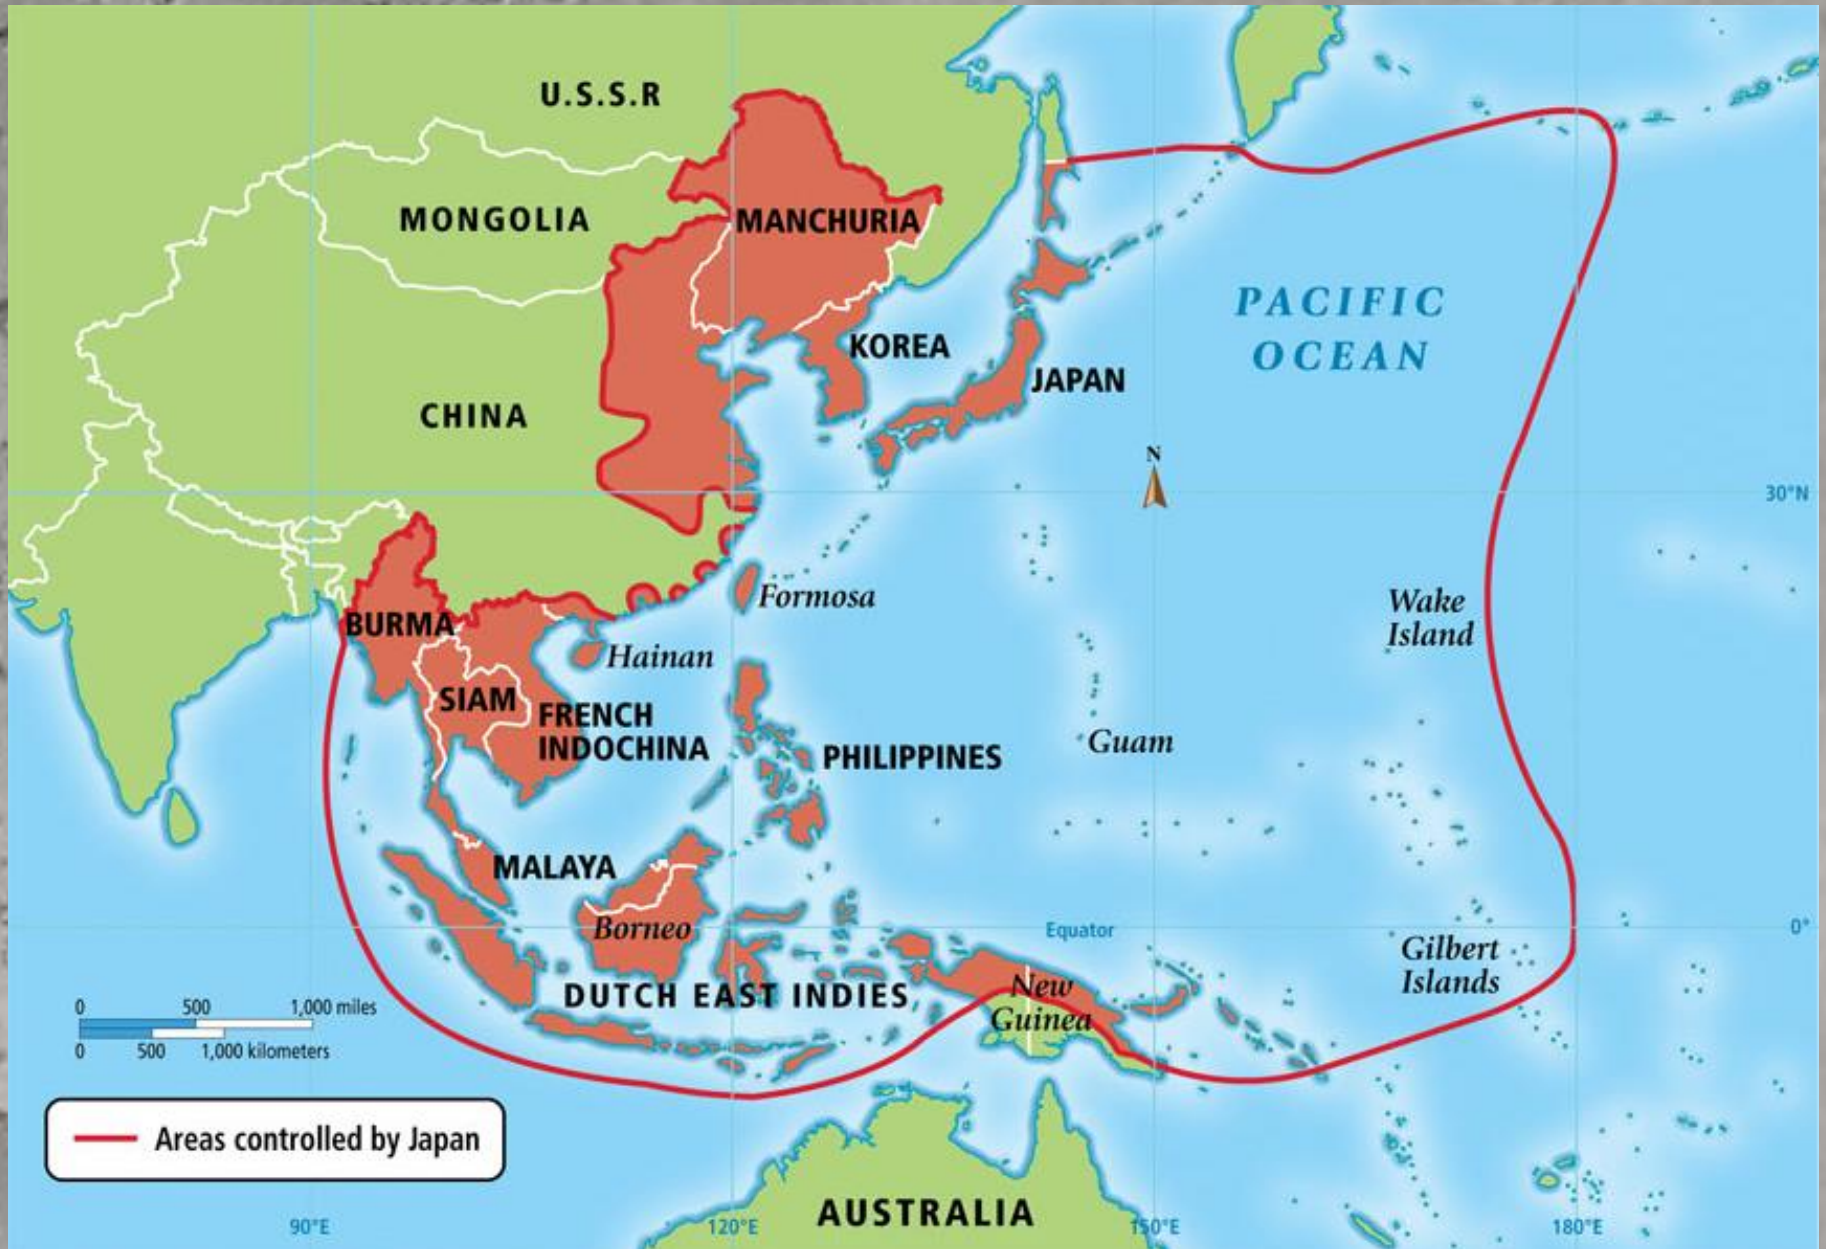 U.S.S.R
MONGOLIA
MANCHURIA
PACIFIC
OCEAN
KOREA
JAPAN
CHINA
N
30°N
Formosa
Wake
Island
BURMA
Hainan
SIAM
FRENCH
INDOCHINA
Guam
PHILIPPINES
MALAYA
Borneo
Equator
0°
Gilbert
Islands
New
Guinea
DUTCH EAST INDIES
0 500 1,000 miles
0 500 1,000 kilometers
Areas controlled by Japan
AUSTRALIA
90°E
120°E
150°E
180°E